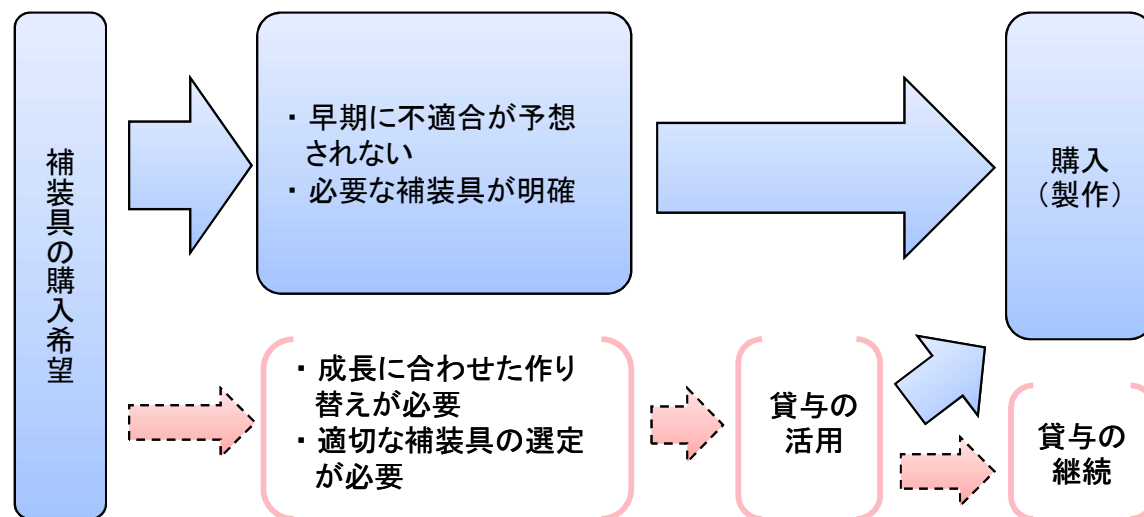 補装具の購入希望
・早期に不適合が予想
されない
・必要な補装具が明確
購入
（製作）
・成長に合わせた作り
替えが必要
・適切な補装具の選定
が必要
貸与の
活用
貸与の
継続